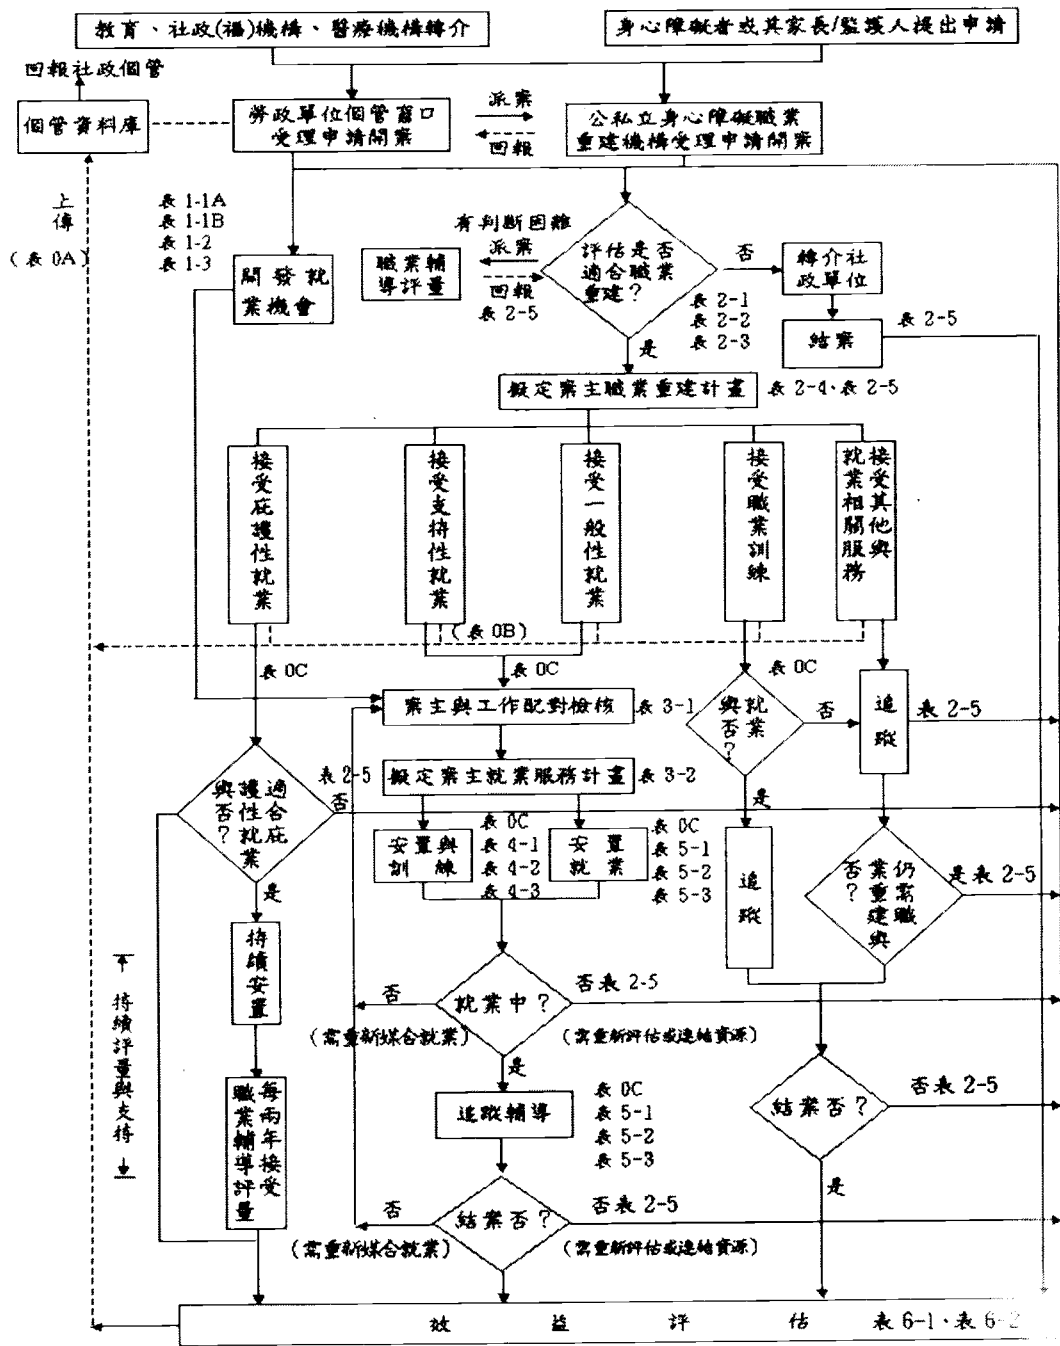 教育、社政(福)機構、醫療機構轉介
身心障礙者或其家長/監護人提出申請
回報社政個管
個管資料庫
勞政單位個管窗口
受理申請開案
派案
回報
公私立身心障礙職業
重建機構受理申請開案
上傳
(表 0A)
表 1-1A
表 1-1B
表 1-2
表 1-3
開發就
業機會
有判斷困難
派案
回報
表 2-5
職業輔
導評量
評估是否
適合職業
重建?
否
轉介社
政單位
表 2-1
表 2-2
表 2-3
是
結案
表 2-5
擬定案主職業重建計畫
表 2-4、表 2-5
接受庇護性就業
接受支持性就業
接受一般性就業
接受職業訓練
接受其他與
就業相關服務
(表 0B)
表 0C
表 0C
表 0C
案主與工作配對檢核
表 3-1
就業
與否?
否
追蹤
表 2-5
擬定案主就業服務計畫
表 3-2
適合庇
護性就業
與否?
表 2-5
否
是
安置與
訓練
表 0C
表 4-1
表 4-2
表 4-3
安置
就業
表 0C
表 5-1
表 5-2
表 5-3
是
追蹤
仍需職
業重建與
否?
是表 2-5
持續安置
持續評量與支持
就業中?
否
(需重新媒合就業)
否表 2-5
(需重新評估或連結資源)
是
每兩年接受
職業輔導評量
追蹤輔導
表 0C
表 5-1
表 5-2
表 5-3
結案否?
否表 2-5
是
結案否?
否
(需重新媒合就業)
否表 2-5
(需重新評估或連結資源)
效益評估
表 6-1、表 6-2